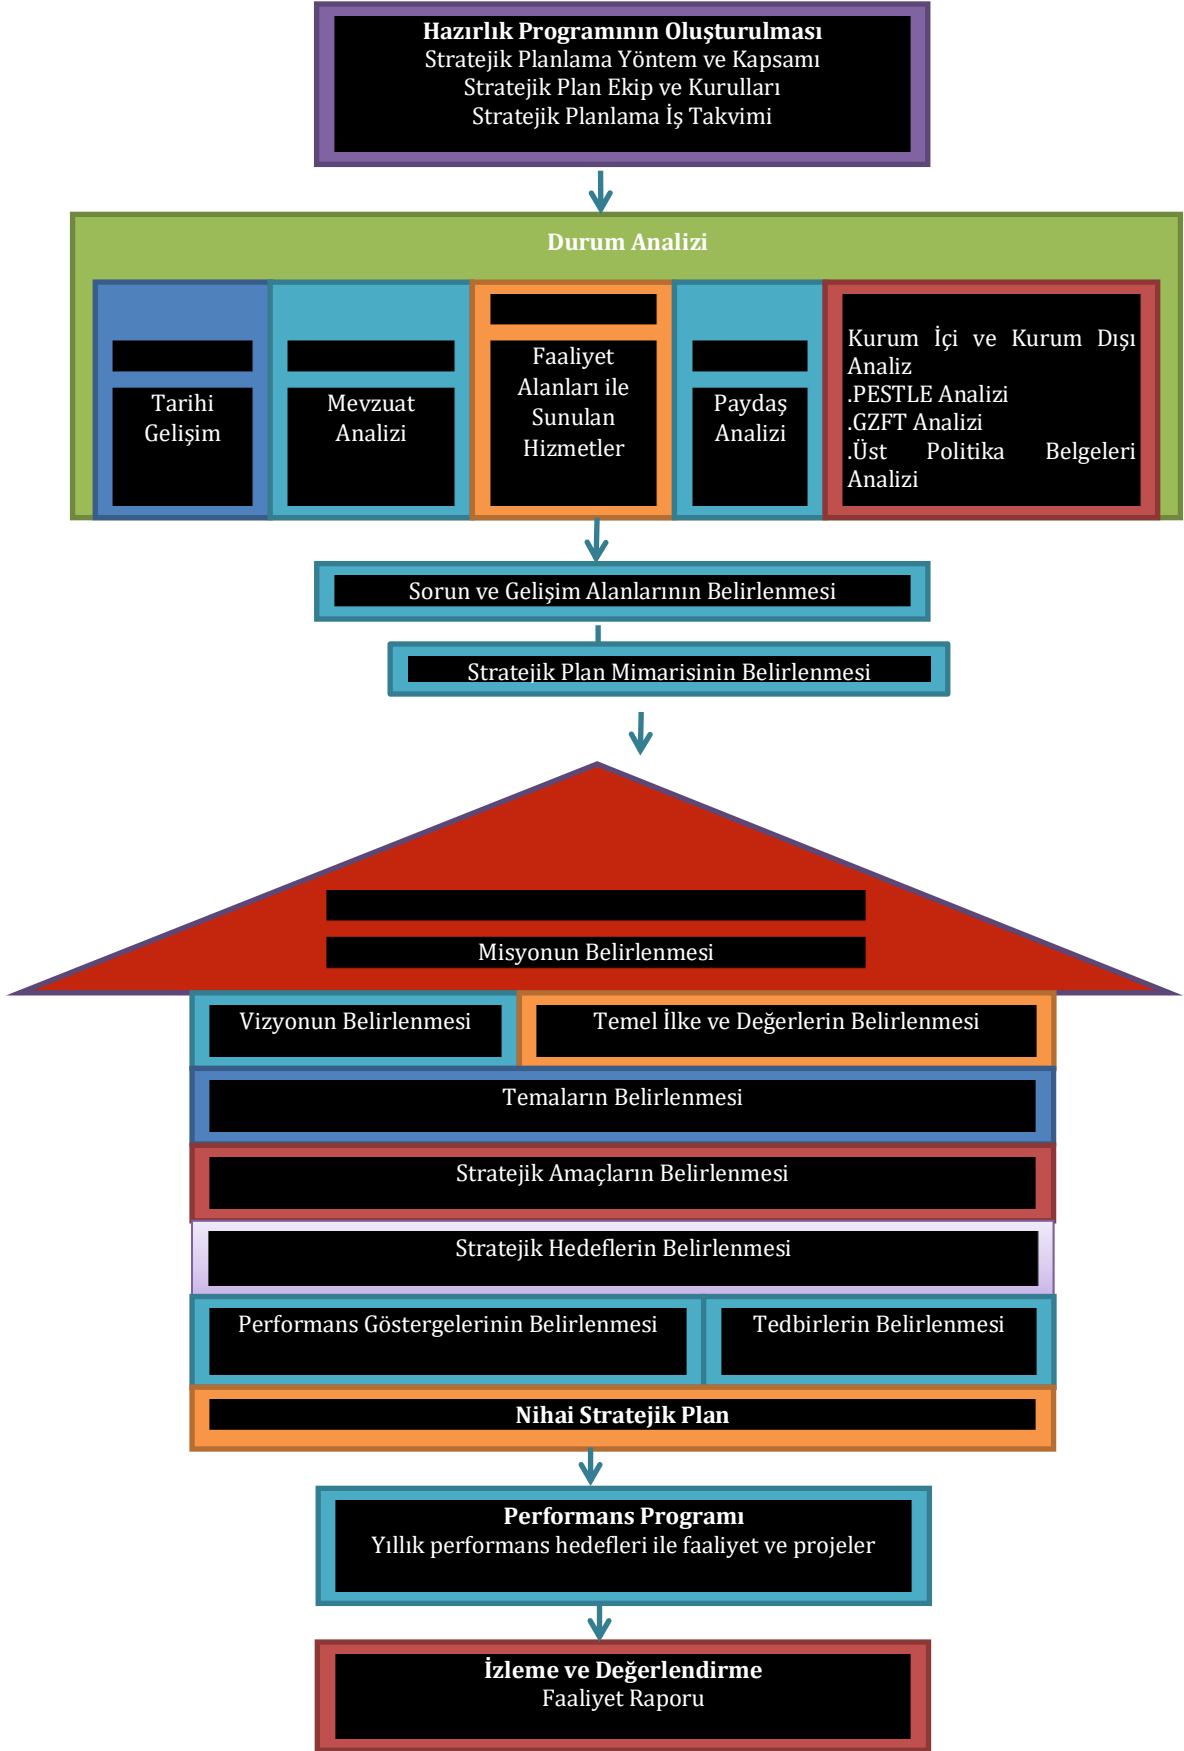 Hazırlık Programının Oluşturulması
Stratejik Planlama Yöntem ve Kapsamı
Stratejik Plan Ekip ve Kurulları
Stratejik Planlama İş Takvimi
Durum Analizi
Tarihi
Gelişim
Mevzuat
Analizi
Faaliyet
Alanları ile
Sunulan
Hizmetler
Paydaş
Analizi
Kurum İçi ve Kurum Dışı
Analiz
.PESTLE Analizi
.GZFT Analizi
.Üst Politika Belgeleri
Analizi
Sorun ve Gelişim Alanlarının Belirlenmesi
Stratejik Plan Mimarisinin Belirlenmesi
Misyonun Belirlenmesi
Vizyonun Belirlenmesi
Temel İlke ve Değerlerin Belirlenmesi
Temaların Belirlenmesi
Stratejik Amaçların Belirlenmesi
Stratejik Hedeflerin Belirlenmesi
Performans Göstergelerinin Belirlenmesi
Tedbirlerin Belirlenmesi
Nihai Stratejik Plan
Performans Programı
Yıllık performans hedefleri ile faaliyet ve projeler
İzleme ve Değerlendirme
Faaliyet Raporu